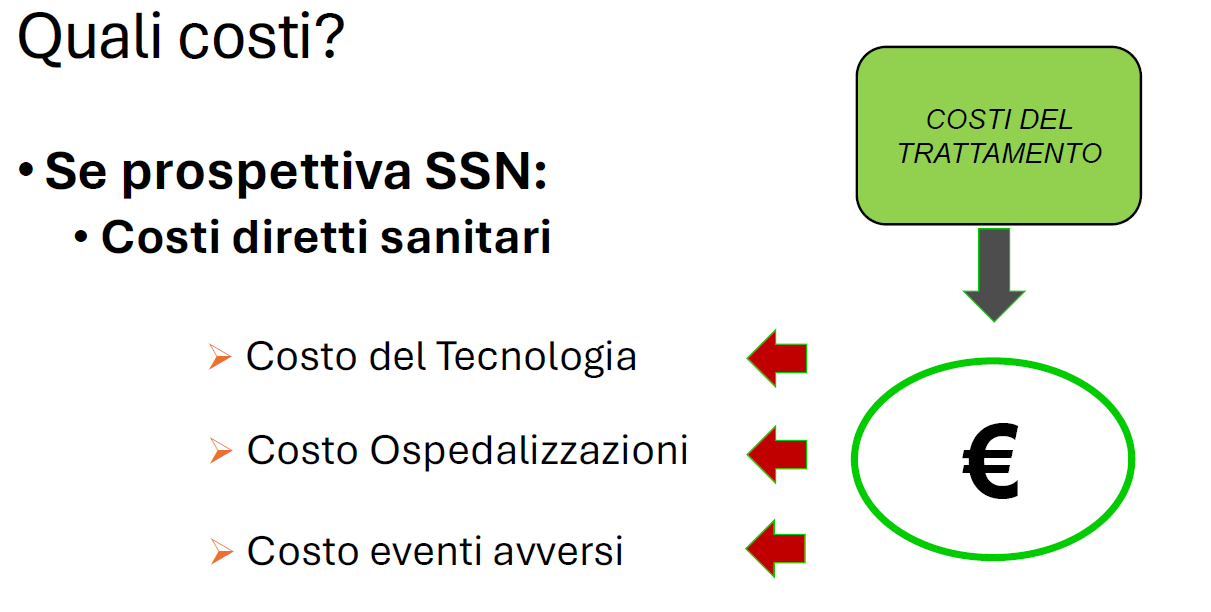 Quali costi?
• Se prospettiva SSN:
• Costi diretti sanitari
Costo del Tecnologia
Costo Ospedalizzazioni
Costo eventi avversi
COSTI DEL
TRATTAMENTO
€